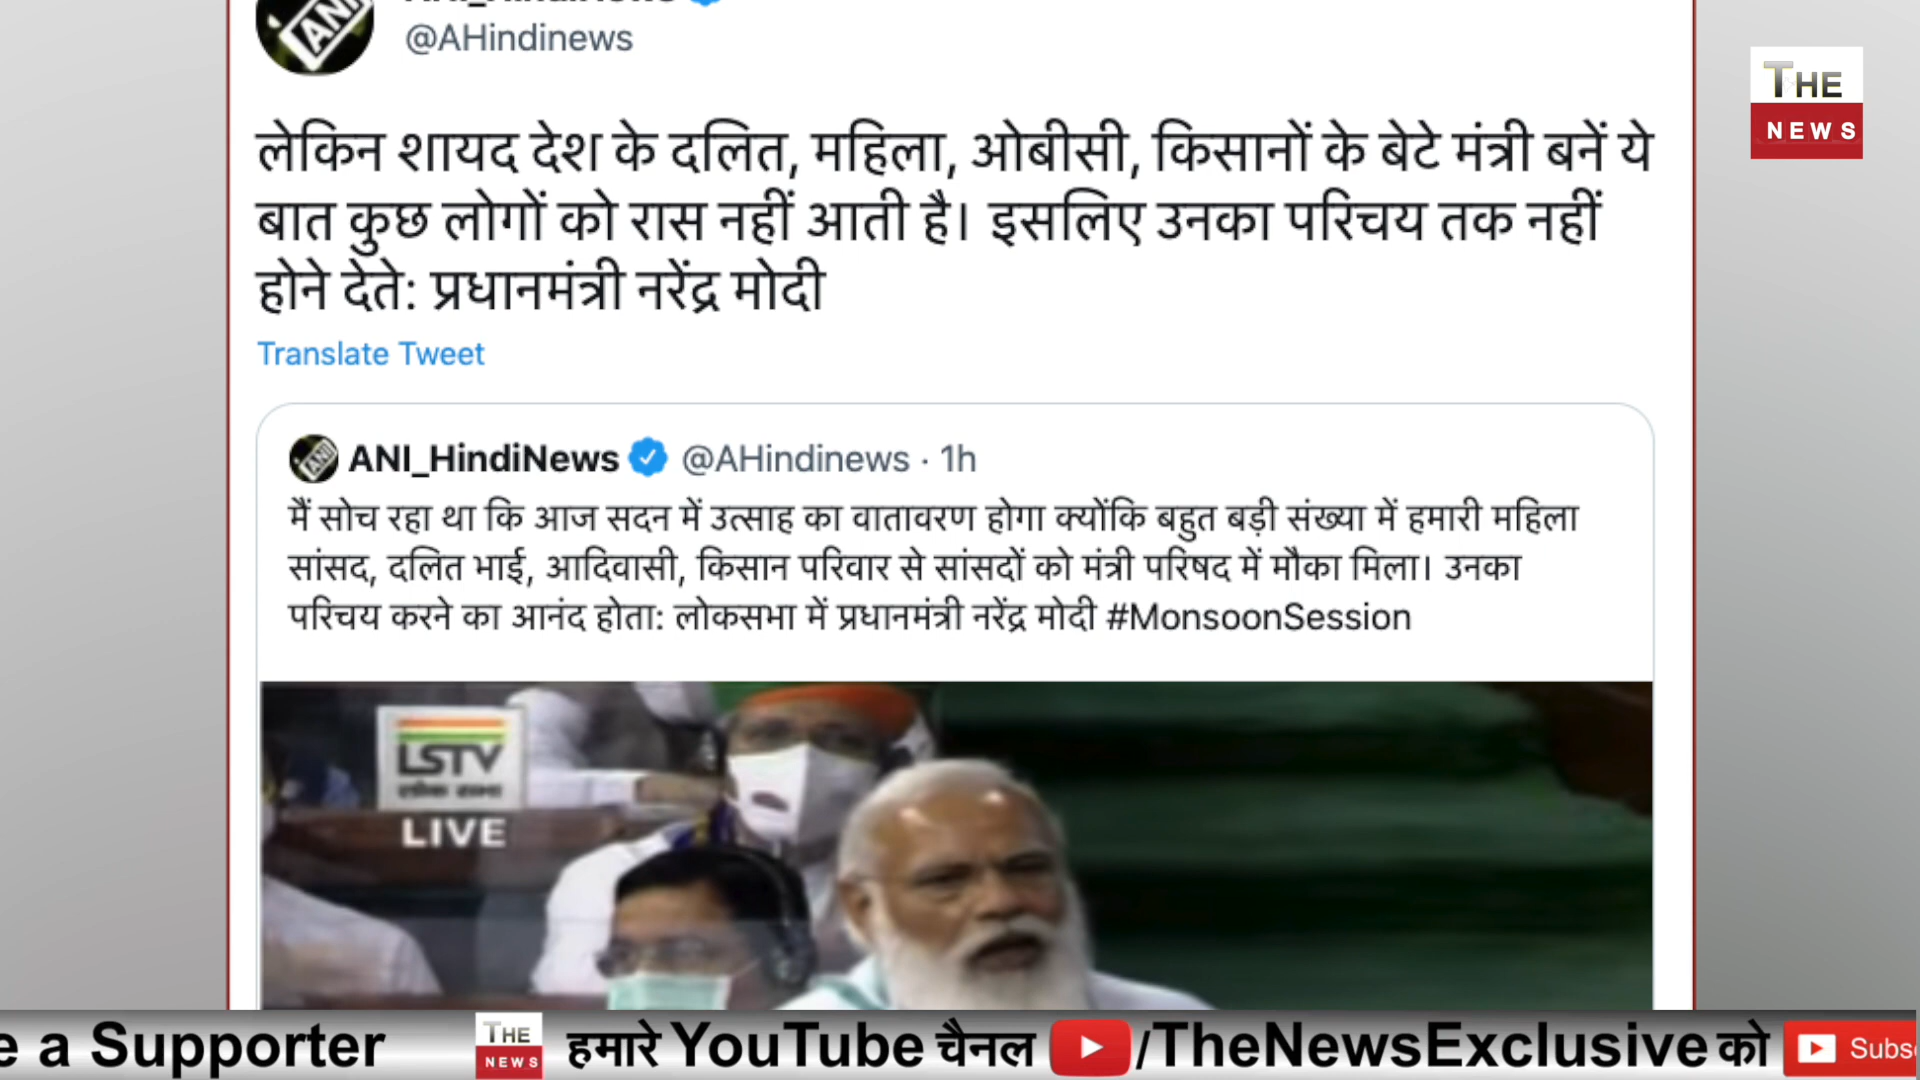 @AHindinews
THE
NEWS
लेकिन शायद देश के दलित, महिला, ओबीसी, किसानों के बेटे मंत्री बनें ये
बात कुछ लोगों को रास नहीं आती है। इसलिए उनका परिचय तक नहीं
होने देते: प्रधानमंत्री नरेंद्र मोदी
Translate Tweet
ANI
ANI_HindiNews @AHindinews · 1h
मैं सोच रहा था कि आज सदन में उत्साह का वातावरण होगा क्योंकि बहुत बड़ी संख्या में हमारी महिला
सांसद, दलित भाई, आदिवासी, किसान परिवार से सांसदों को मंत्री परिषद में मौका मिला। उनका
परिचय करने का आनंद होता: लोकसभा में प्रधानमंत्री नरेंद्र मोदी #MonsoonSession
LSTV
LIVE
e a Supporter THE NEWS हमारे YouTube चैनल /TheNewsExclusive को Subs